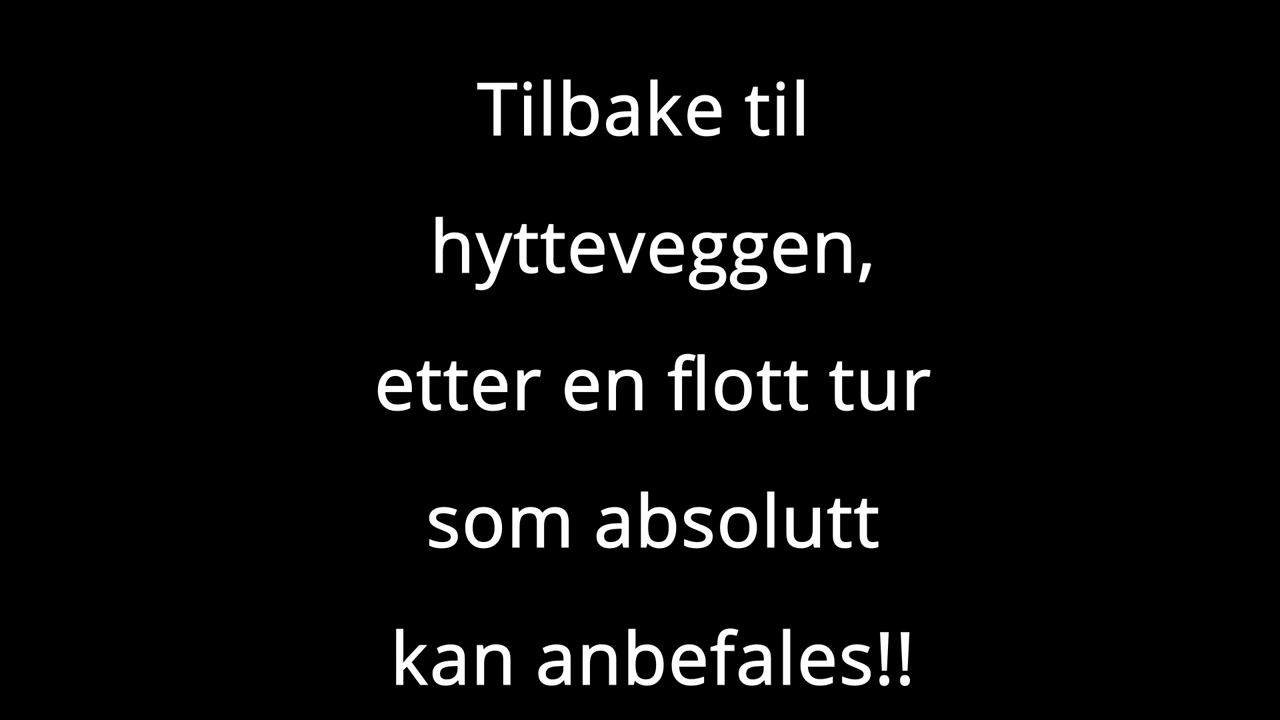 Tilbake til
hytteveggen,
etter en flott tur
som absolutt
kan anbefales!!